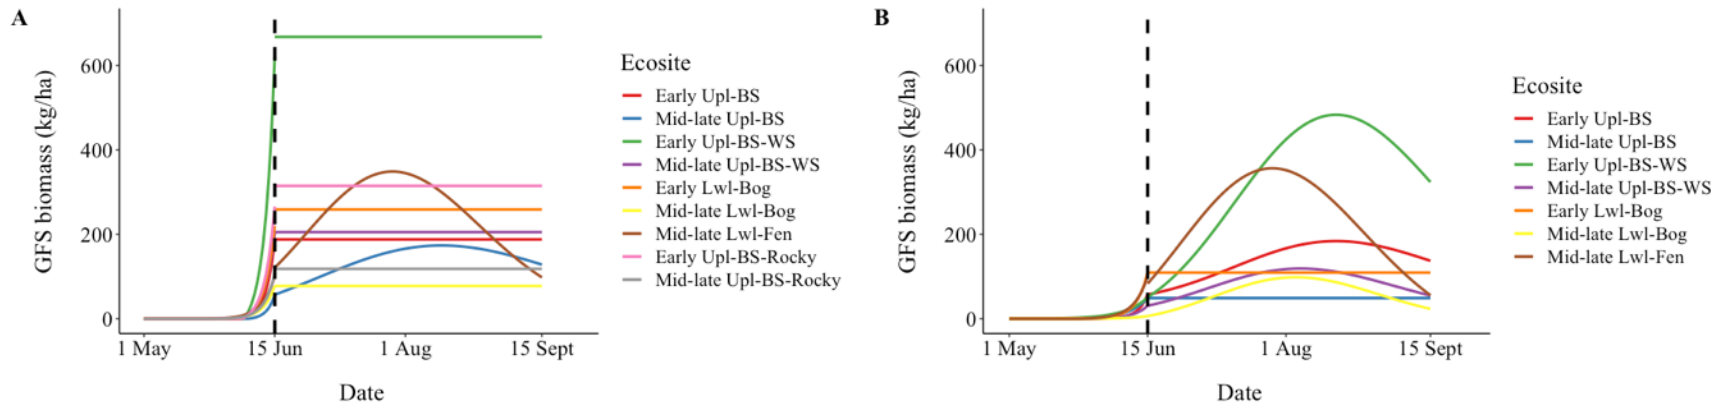 A
GFS biomass (kg/ha)
600
400
200
0
1 May
15 Jun
1 Aug
15 Sept
Date
Ecosite
Early Upl-BS
Mid-late Upl-BS
Early Upl-BS-WS
Mid-late Upl-BS-WS
Early Lwl-Bog
Mid-late Lwl-Bog
Mid-late Lwl-Fen
Early Upl-BS-Rocky
Mid-late Upl-BS-Rocky
B
GFS biomass (kg/ha)
600
400
200
0
1 May
15 Jun
1 Aug
15 Sept
Date
Ecosite
Early Upl-BS
Mid-late Upl-BS
Early Upl-BS-WS
Mid-late Upl-BS-WS
Early Lwl-Bog
Mid-late Lwl-Bog
Mid-late Lwl-Fen